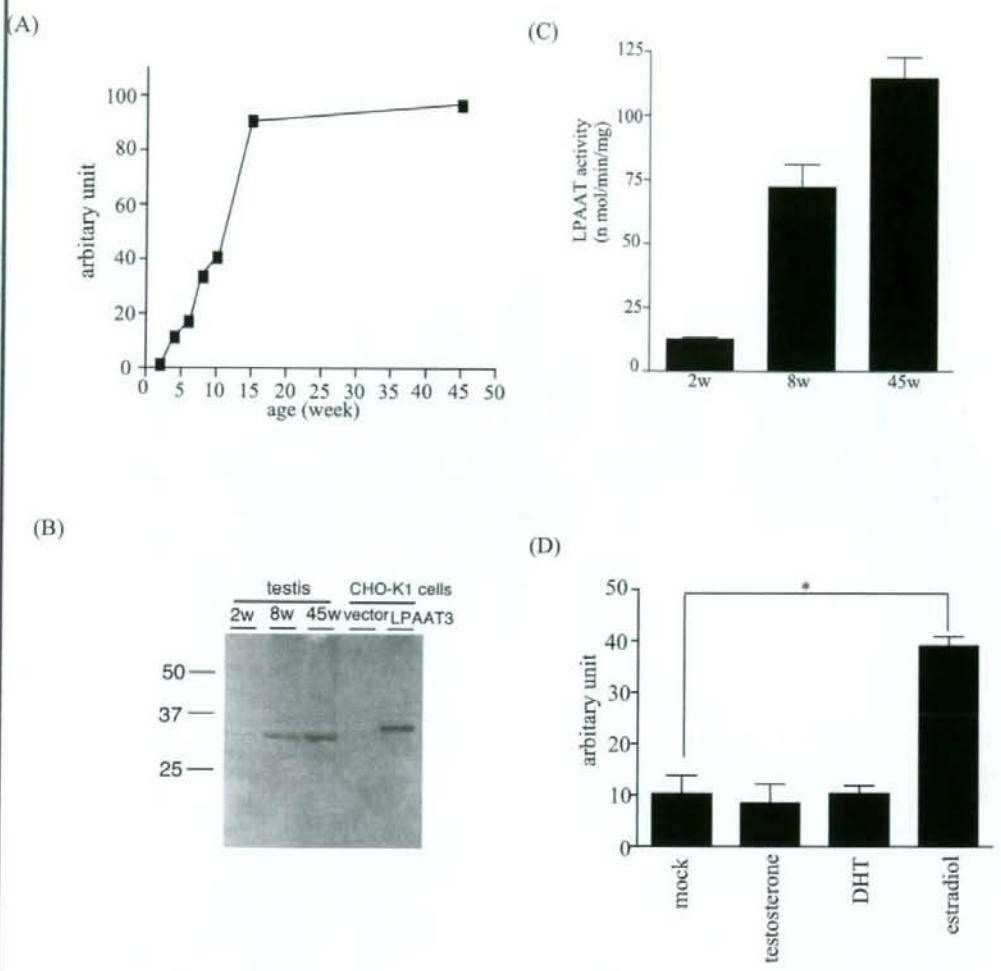 (A)
100
80
60
40
20
0
arbitary unit
0 5 10 15 20 25 30 35 40 45 50
age (week)
(C)
125
100
75
50
25
0
LPAAT activity
(n mol/min/mg)
2w 8w 45w
(B)
testis CHO-K1 cells
2w 8w 45w vector LPAAT3
50
37
25
(D)
50
40
30
20
10
0
arbitary unit
*
mock
testosterone
DHT
estradiol